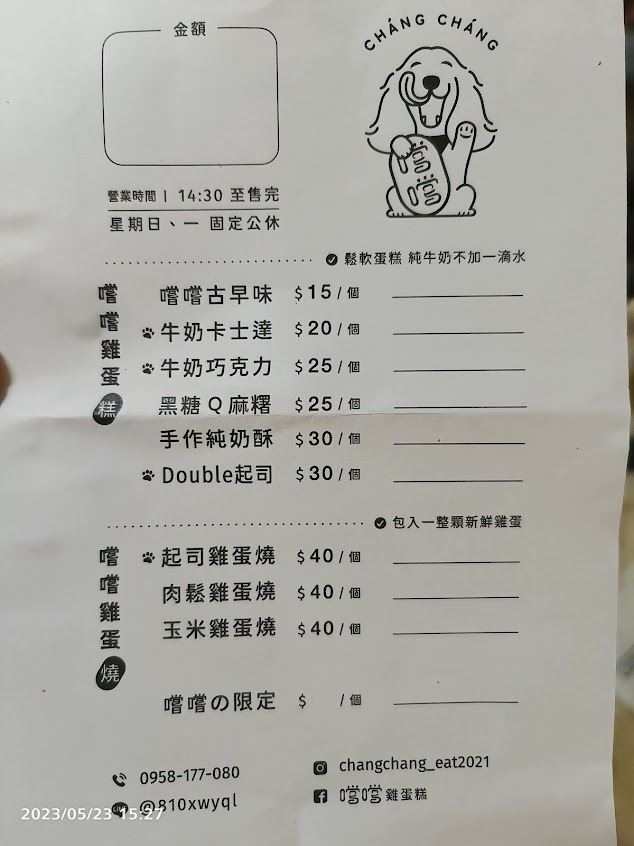 金額
CHÁNG CHÁNG
嚐嚐
營業時間 | 14:30 至售完
星期日、一 固定公休
鬆軟蛋糕 純牛奶不加一滴水
嚐嚐雞蛋糕
嚐嚐古早味 $15 / 個
牛奶卡士達 $20 / 個
牛奶巧克力 $25 / 個
黑糖Q麻糬 $25 / 個
手作純奶酥 $30 / 個
Double起司 $30 / 個
包入一整顆新鮮雞蛋
嚐嚐雞蛋燒
起司雞蛋燒 $40 / 個
肉鬆雞蛋燒 $40 / 個
玉米雞蛋燒 $40 / 個
嚐嚐の限定 $ / 個
0958-177-080
changchang_eat2021
@810xwyql
嚐嚐雞蛋糕
2023/05/23 15:27